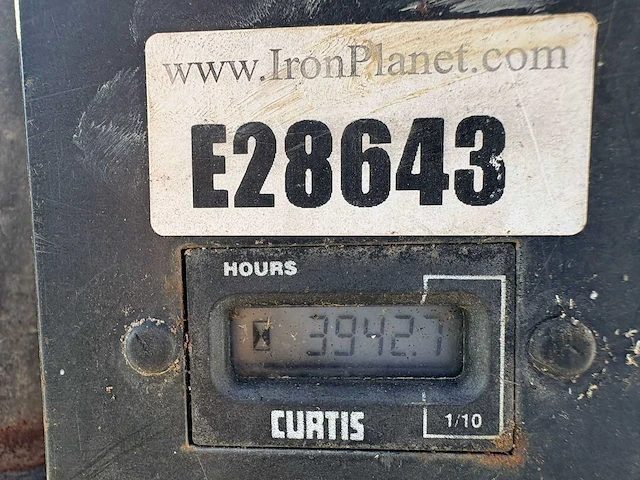 www.IronPlanet.com
E28643
HOURS
3942.7
CURTIS
1/10